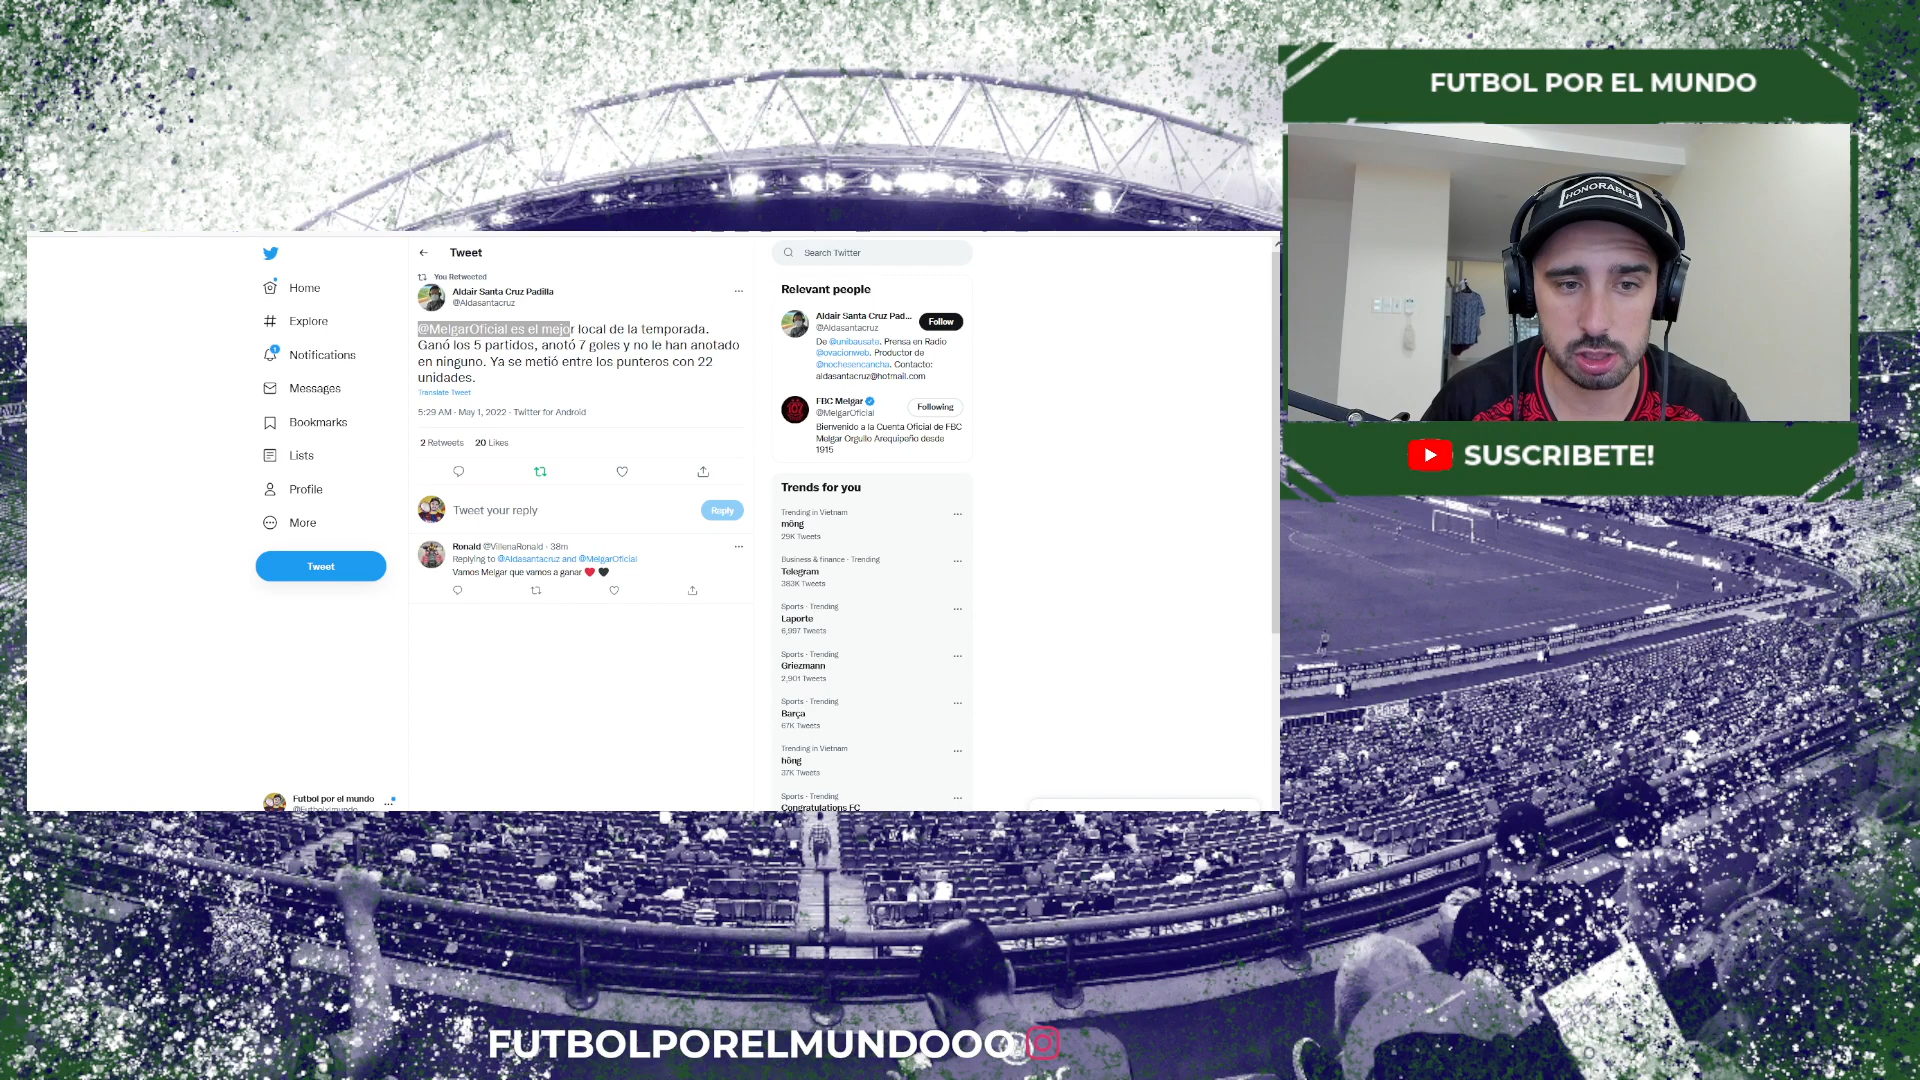 FUTBOL POR EL MUNDO
HONORABLE
SUSCRIBETE!
Home
Explore
Notifications
Messages
Bookmarks
Lists
Profile
More
Tweet
Futbol por el mundo
Tweet
You Retweeted
Aldair Santa Cruz Padilla
@Aldasantacruz
@MelgarOficial es el mejor local de la temporada.
Ganó los 5 partidos, anotó 7 goles y no le han anotado
en ninguno. Ya se metió entre los punteros con 22
unidades.
Translate Tweet
5:29 AM · May 1, 2022 · Twitter for Android
2 Retweets 20 Likes
Tweet your reply
Reply
Ronald @VillenaRonald · 38m
Replying to @Aldasantacruz and @MelgarOficial
Vamos Melgar que vamos a ganar
Search Twitter
Relevant people
Aldair Santa Cruz Pad...
@Aldasantacruz
Follow
De @unibausate. Prensa en Radio
@ovacionweb. Productor de
@nochesencancha. Contacto:
aldasantacruz@hotmail.com
FBC Melgar
@MelgarOficial
Following
Bienvenido a la Cuenta Oficial de FBC
Melgar Orgullo Arequipeño desde
1915
Trends for you
Trending in Vietnam
mông
29K Tweets
Business & finance · Trending
Telegram
383K Tweets
Sports · Trending
Laporte
6,997 Tweets
Sports · Trending
Griezmann
2,901 Tweets
Sports · Trending
Barça
67K Tweets
Trending in Vietnam
hông
37K Tweets
Sports · Trending
Congratulations FC
FUTBOLPORELMUNDOOO